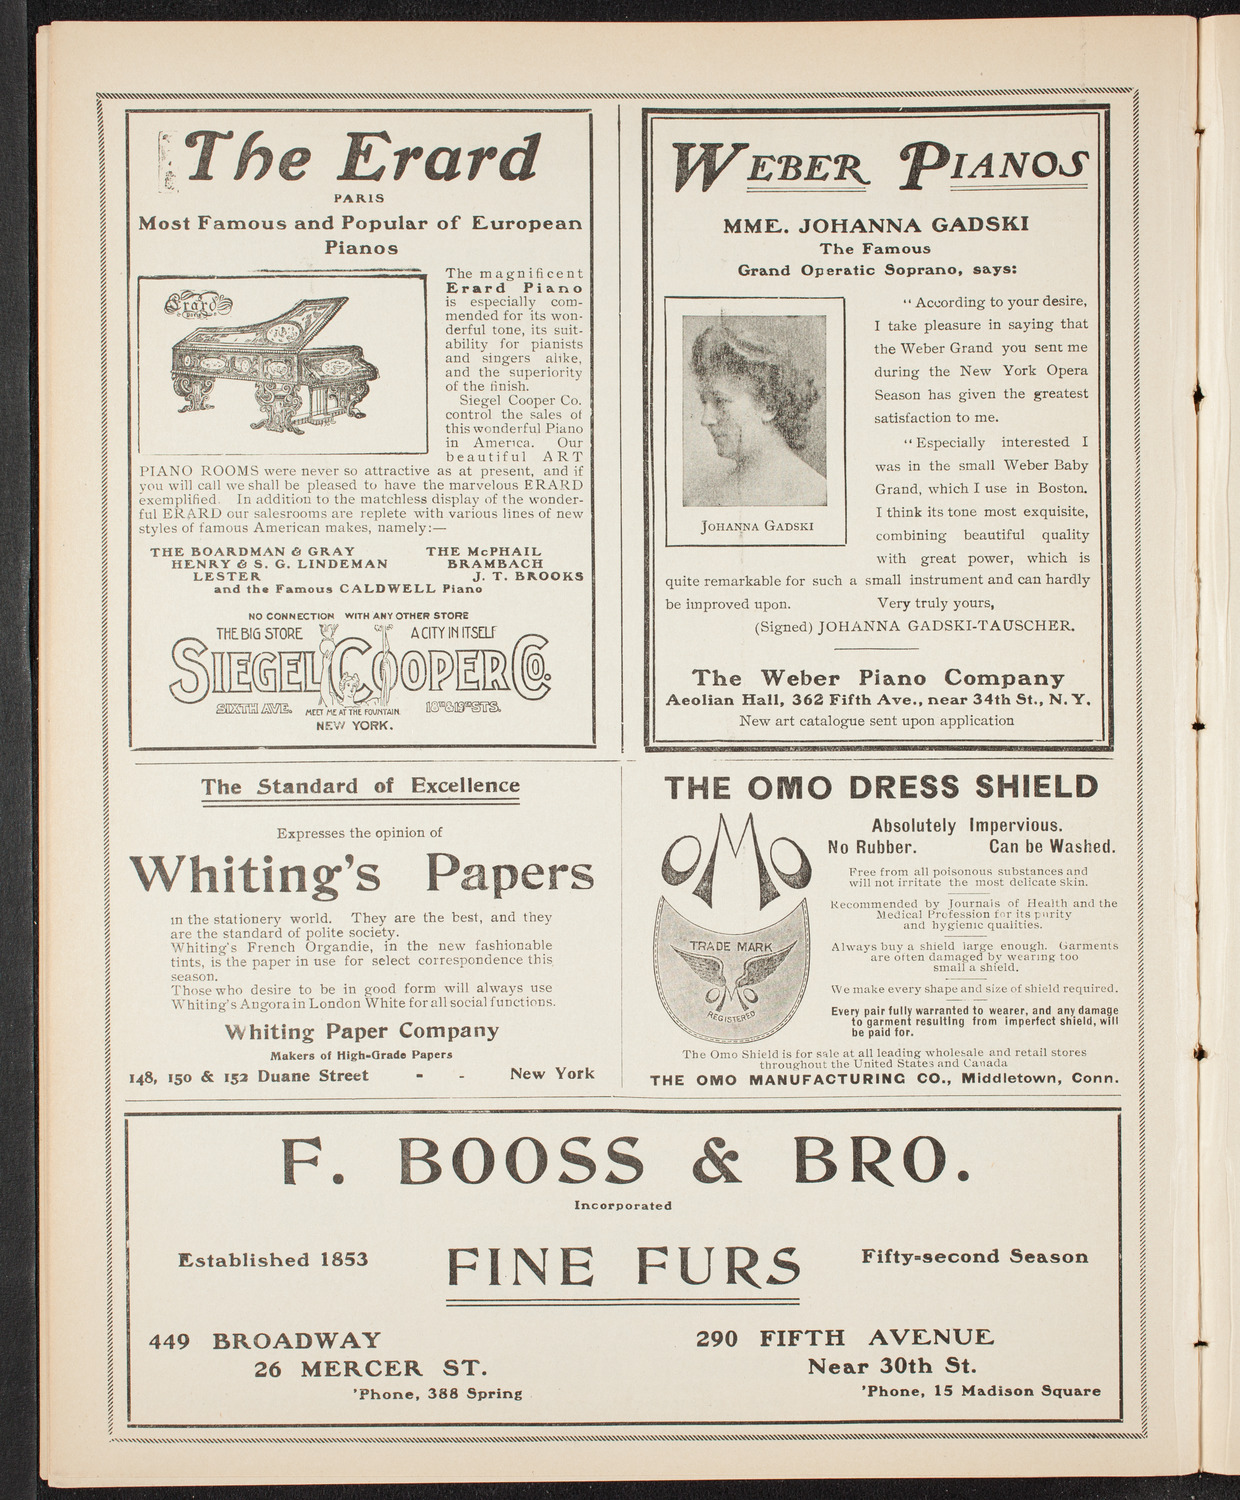 The Erard
PARIS
Most Famous and Popular of European
Pianos
Erard
PARIS
The magnificent
Erard Piano
is especially com-
mended for its won-
derful tone, its suit-
ability for pianists
and singers alike,
and the superiority
of the finish.
Siegel Cooper Co.
control the sales of
this wonderful Piano
in America. Our
beautiful ART
PIANO ROOMS were never so attractive as at present, and if
you will call we shall be pleased to have the marvelous ERARD
exemplified. In addition to the matchless display of the wonder-
ful ERARD our salesrooms are replete with various lines of new
styles of famous American makes, namely:—
THE BOARDMAN & GRAY THE McPHAIL
HENRY & S. G. LINDEMAN BRAMBACH
LESTER J. T. BROOKS
and the Famous CALDWELL Piano
NO CONNECTION WITH ANY OTHER STORE
THE BIG STORE A CITY IN ITSELF
SIEGEL COOPER CO.
SIXTH AVE. MEET ME AT THE FOUNTAIN. 18TH & 19TH STS.
NEW YORK.
WEBER PIANOS
MME. JOHANNA GADSKI
The Famous
Grand Operatic Soprano, says:
JOHANNA GADSKI
"According to your desire,
I take pleasure in saying that
the Weber Grand you sent me
during the New York Opera
Season has given the greatest
satisfaction to me.
"Especially interested I
was in the small Weber Baby
Grand, which I use in Boston.
I think its tone most exquisite,
combining beautiful quality
with great power, which is
quite remarkable for such a small instrument and can hardly
be improved upon. Very truly yours,
(Signed) JOHANNA GADSKI-TAUSCHER.
The Weber Piano Company
Aeolian Hall, 362 Fifth Ave., near 34th St., N. Y.
New art catalogue sent upon application
The Standard of Excellence
Expresses the opinion of
Whiting's Papers
in the stationery world. They are the best, and they
are the standard of polite society.
Whiting's French Organdie, in the new fashionable
tints, is the paper in use for select correspondence this
season.
Those who desire to be in good form will always use
Whiting's Angora in London White for all social functions.
Whiting Paper Company
Makers of High-Grade Papers
148, 150 & 152 Duane Street - - New York
THE OMO DRESS SHIELD
OMO
TRADE MARK
OMO
REGISTERED
Absolutely Impervious.
No Rubber. Can be Washed.
Free from all poisonous substances and
will not irritate the most delicate skin.
Recommended by Journals of Health and the
Medical Profession for its purity
and hygienic qualities.
Always buy a shield large enough. Garments
are often damaged by wearing too
small a shield.
We make every shape and size of shield required.
Every pair fully warranted to wearer, and any damage
to garment resulting from imperfect shield, will
be paid for.
The Omo Shield is for sale at all leading wholesale and retail stores
throughout the United States and Canada
THE OMO MANUFACTURING CO., Middletown, Conn.
F. BOOSS & BRO.
Incorporated
Established 1853 FINE FURS Fifty-second Season
449 BROADWAY
26 MERCER ST.
'Phone, 388 Spring
290 FIFTH AVENUE
Near 30th St.
'Phone, 15 Madison Square